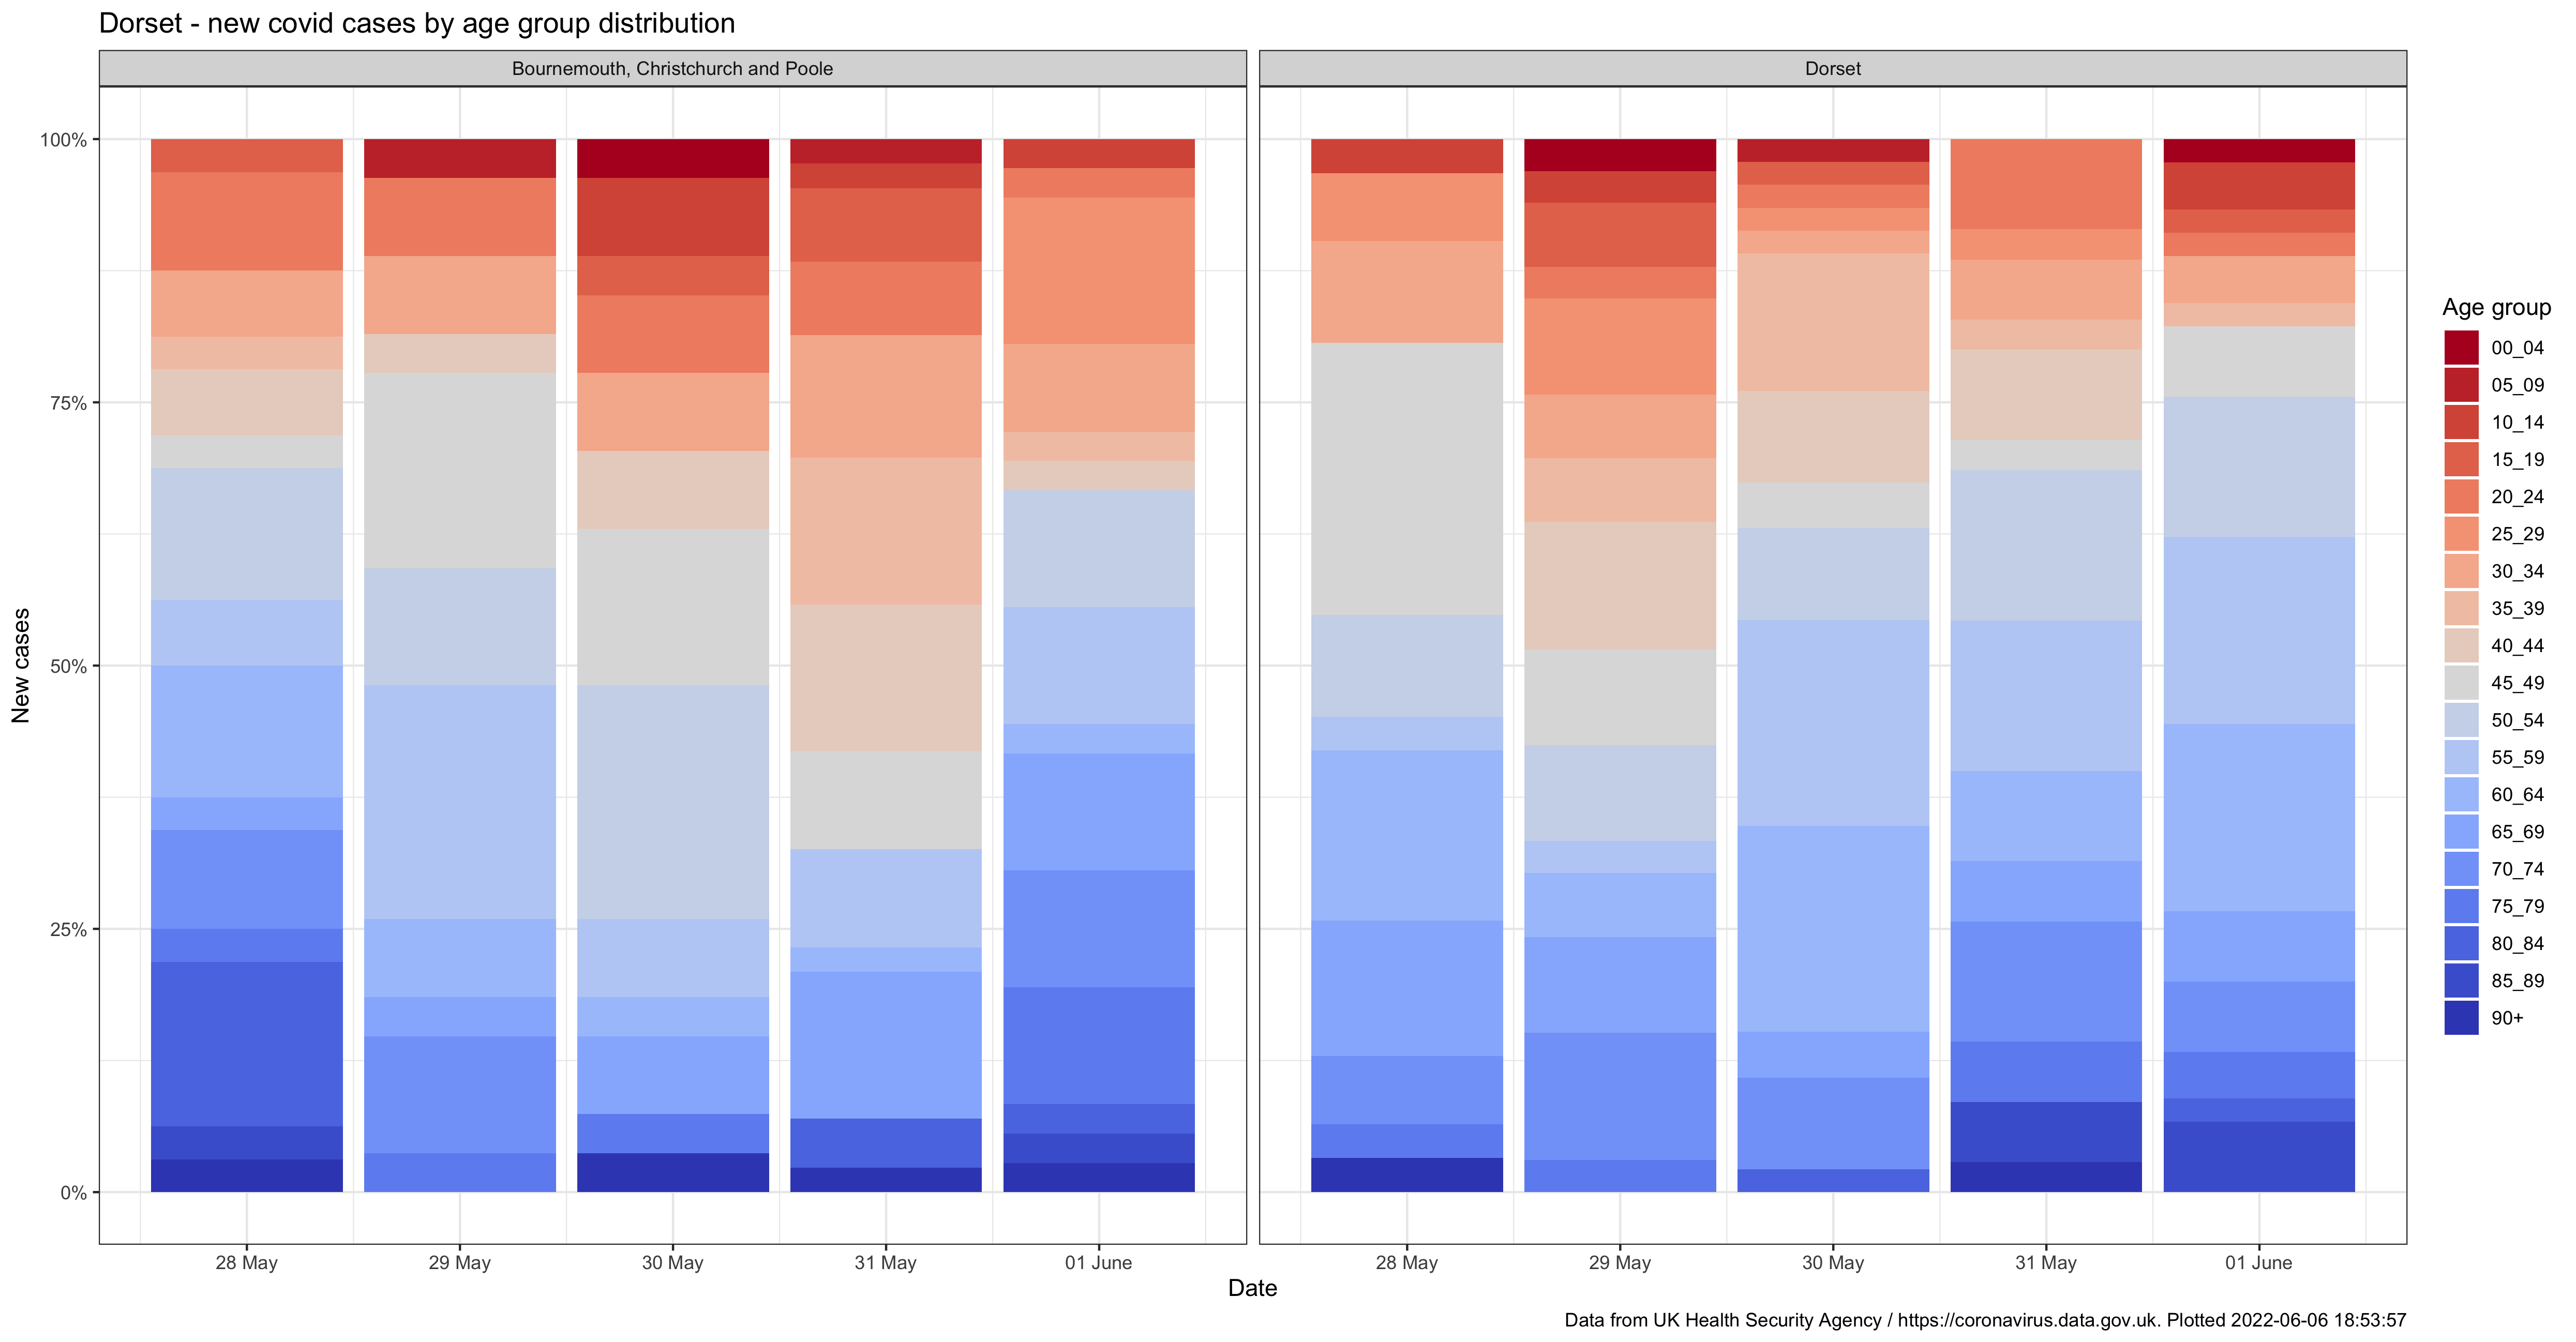 Dorset - new covid cases by age group distribution
Bournemouth, Christchurch and Poole
Dorset
100%
75%
50%
25%
0%
New cases
28 May
29 May
30 May
31 May
01 June
28 May
29 May
30 May
31 May
01 June
Date
Age group
00_04
05_09
10_14
15_19
20_24
25_29
30_34
35_39
40_44
45_49
50_54
55_59
60_64
65_69
70_74
75_79
80_84
85_89
90+
Data from UK Health Security Agency / https://coronavirus.data.gov.uk. Plotted 2022-06-06 18:53:57